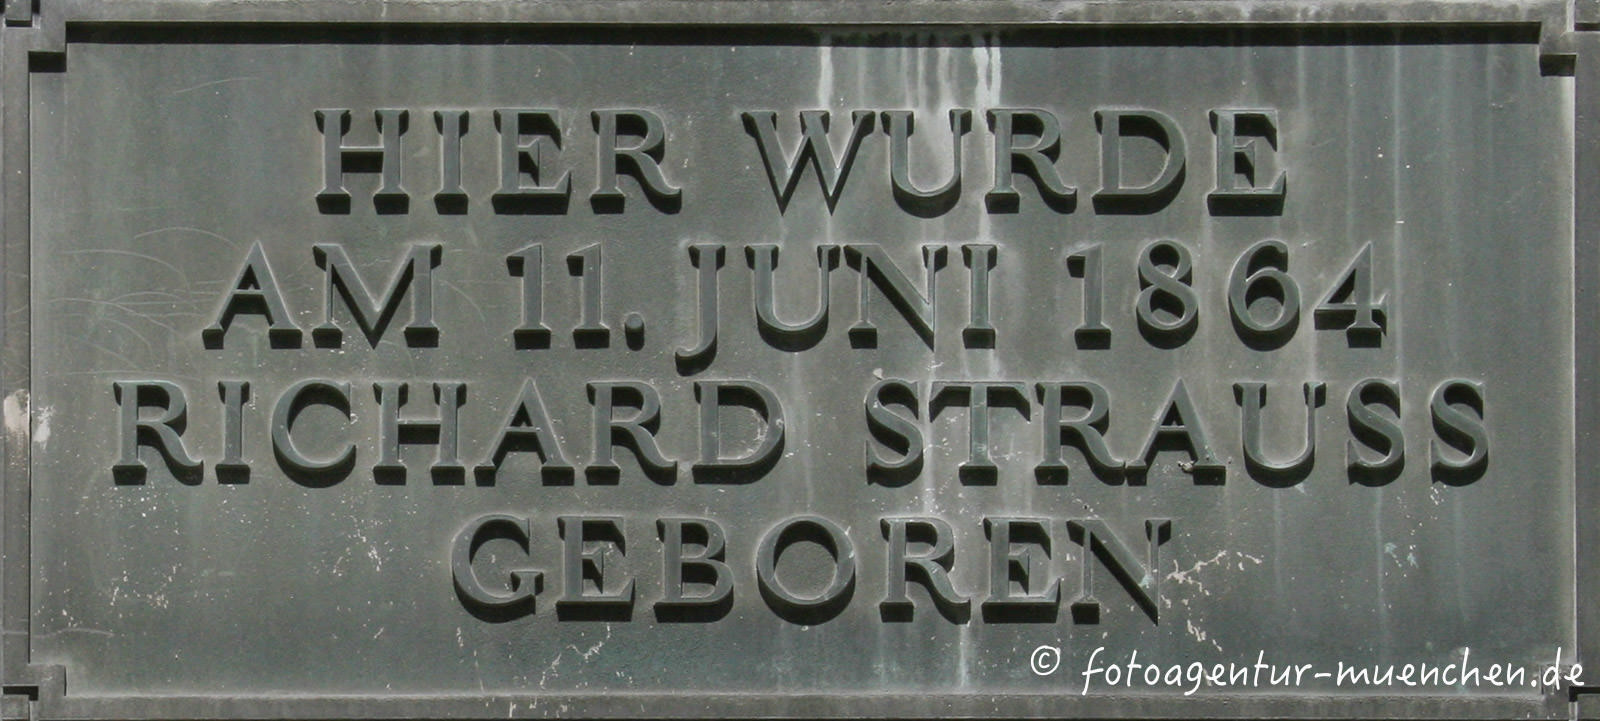 HIER WURDE
AM 11. JUNI 1864
RICHARD STRAUSS
GEBOREN
© fotoagentur-muenchen.de